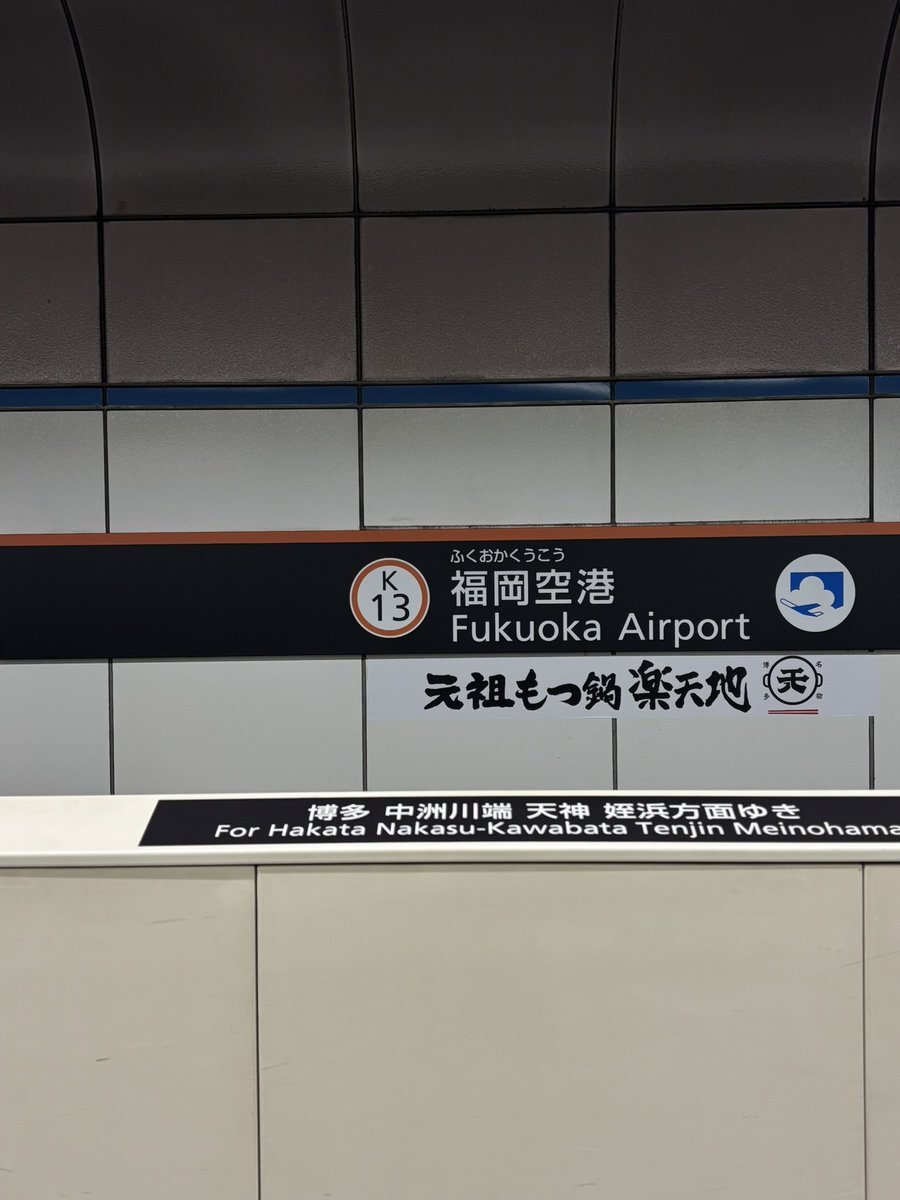 K
13
ふくおかくうこう
福岡空港
Fukuoka Airport
元祖もつ鍋 楽天地
博多
名物
天
博多 中洲川端 天神 姪浜方面ゆき
For Hakata Nakasu-Kawabata Tenjin Meinohama